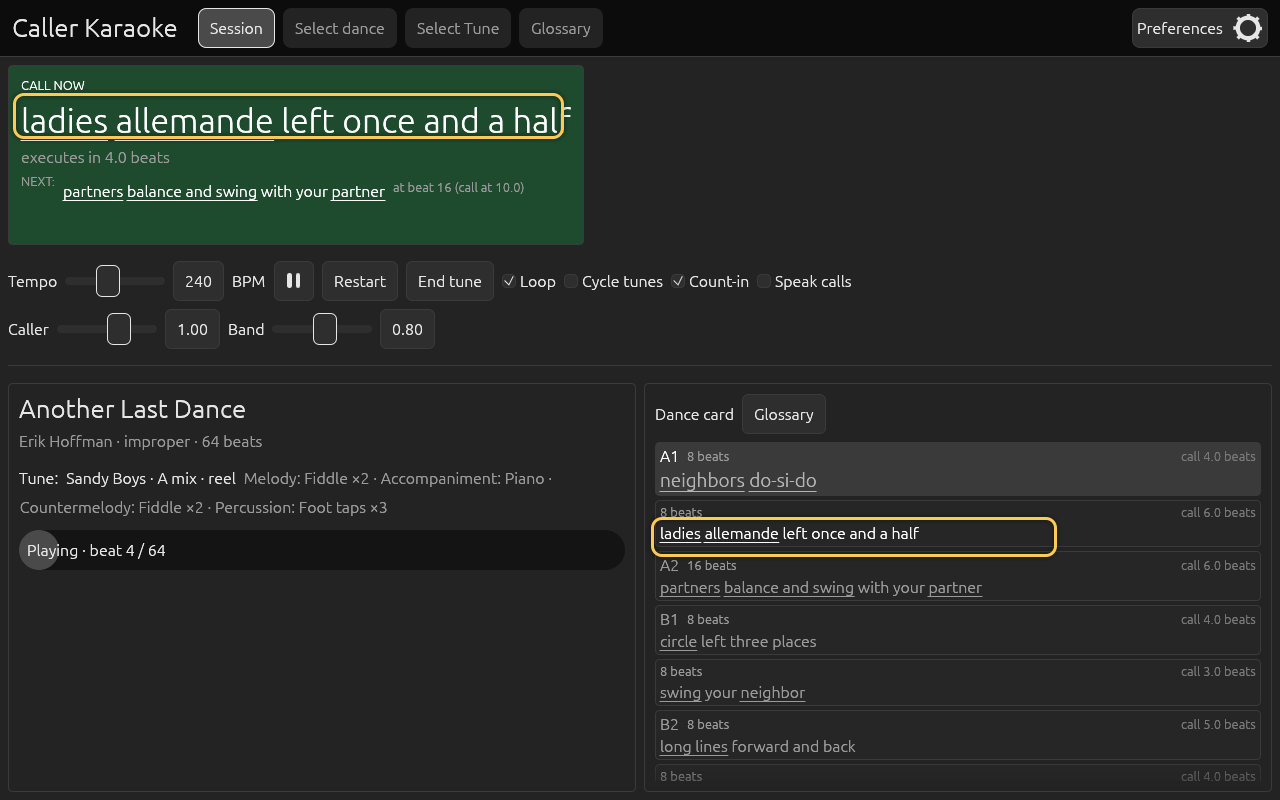 Caller Karaoke Session Select dance Select Tune Glossary Preferences
CALL NOW
ladies allemande left once and a half
executes in 4.0 beats
NEXT: partners balance and swing with your partner at beat 16 (call at 10.0)
Tempo 240 BPM Restart End tune Loop Cycle tunes Count-in Speak calls
Caller 1.00 Band 0.80
Another Last Dance
Erik Hoffman · improper · 64 beats
Tune: Sandy Boys · A mix · reel Melody: Fiddle ×2 · Accompaniment: Piano ·
Countermelody: Fiddle ×2 · Percussion: Foot taps ×3
Playing · beat 4 / 64
Dance card Glossary
A1 8 beats call 4.0 beats
neighbors do-si-do
8 beats call 6.0 beats
ladies allemande left once and a half
A2 16 beats call 6.0 beats
partners balance and swing with your partner
B1 8 beats call 4.0 beats
circle left three places
8 beats call 3.0 beats
swing your neighbor
B2 8 beats call 5.0 beats
long lines forward and back
8 beats call 4.0 beats